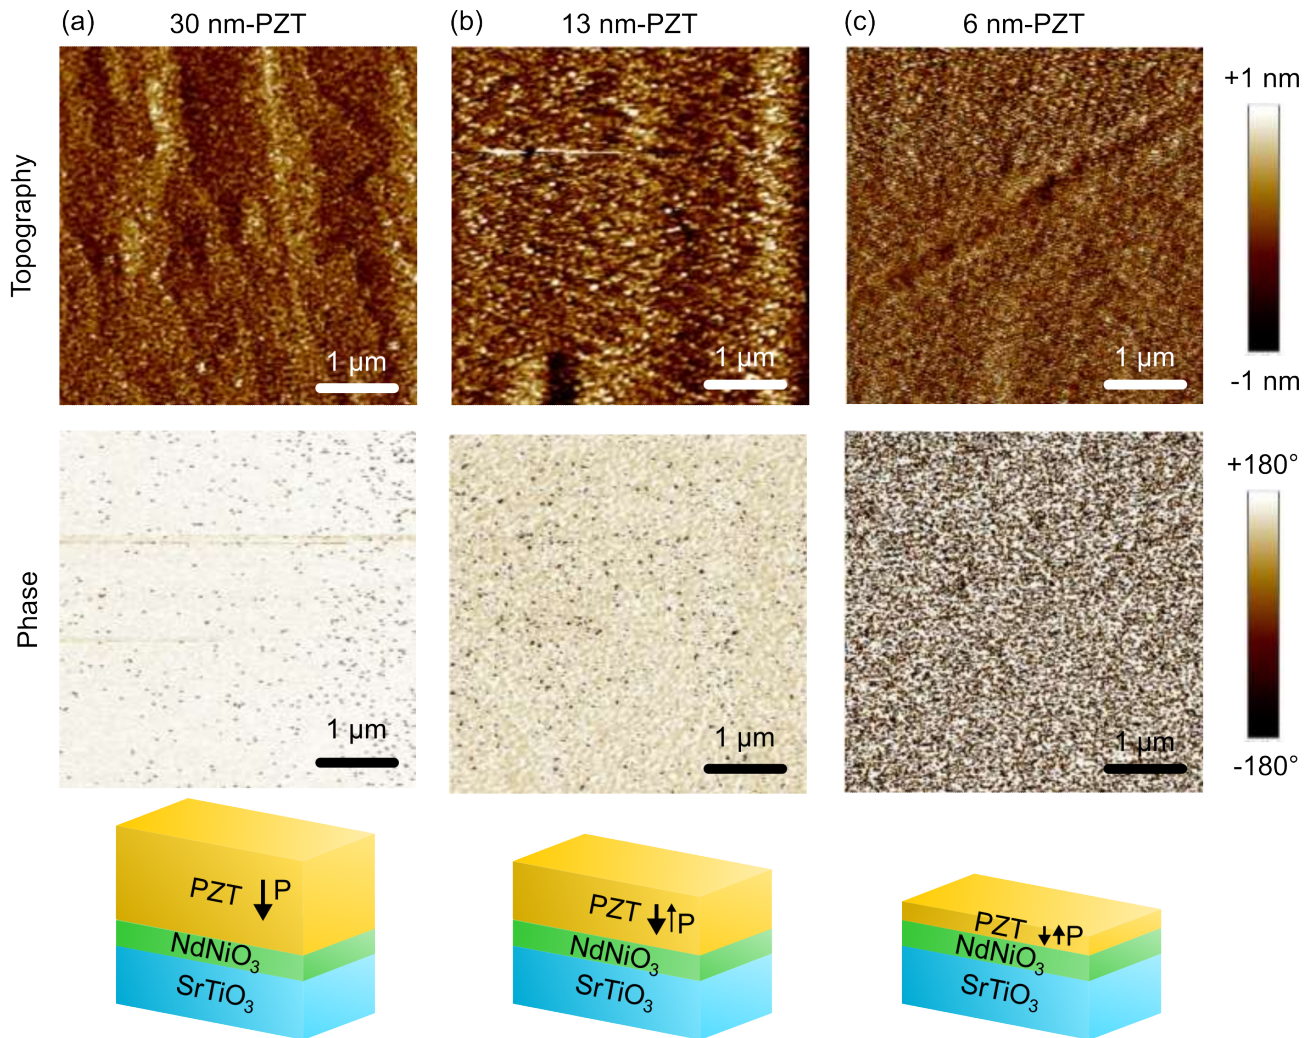 (a) 30 nm-PZT (b) 13 nm-PZT (c) 6 nm-PZT
Topography
+1 nm
-1 nm
1 µm 1 µm 1 µm
Phase
+180°
-180°
1 µm 1 µm 1 µm
PZT P
NdNiO₃
SrTiO₃
PZT P
NdNiO₃
SrTiO₃
PZT P
NdNiO₃
SrTiO₃